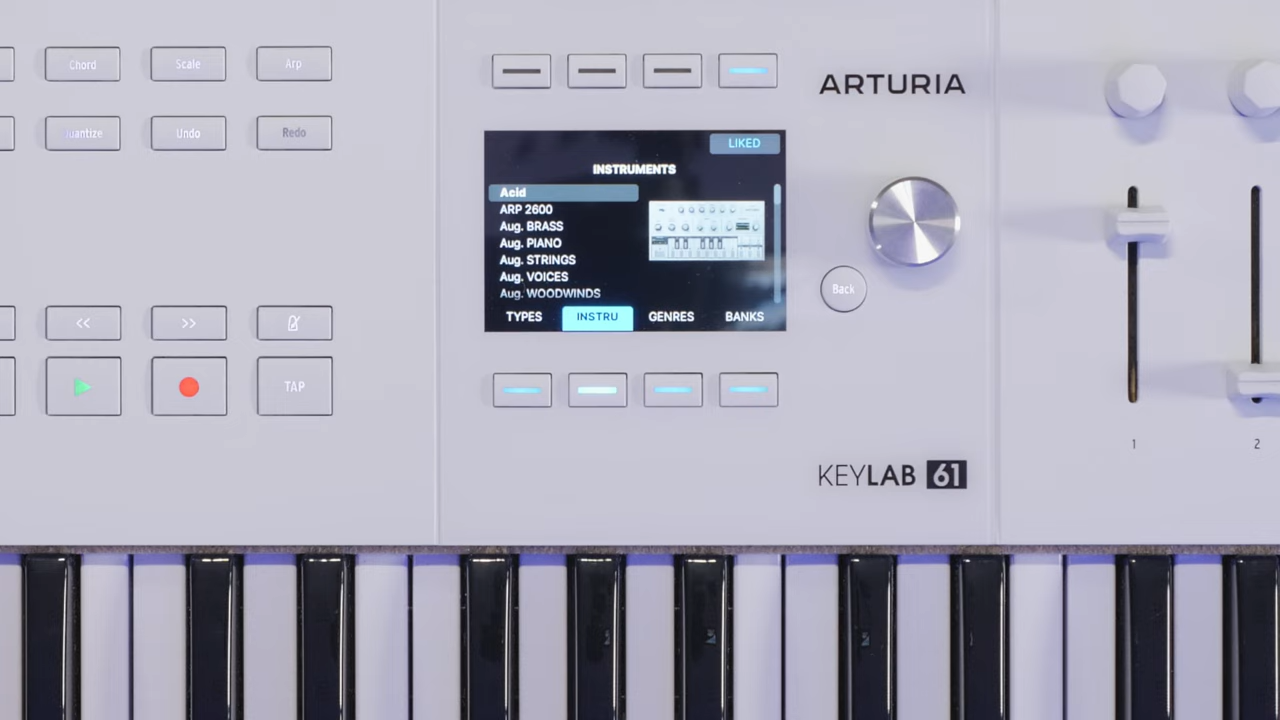 Chord
Scale
Arp
Quantize
Undo
Redo
<<
>>
TAP
LIKED
INSTRUMENTS
Acid
ARP 2600
Aug. BRASS
Aug. PIANO
Aug. STRINGS
Aug. VOICES
Aug. WOODWINDS
TYPES
INSTRU
GENRES
BANKS
ARTURIA
Back
KEYLAB 61
1
2